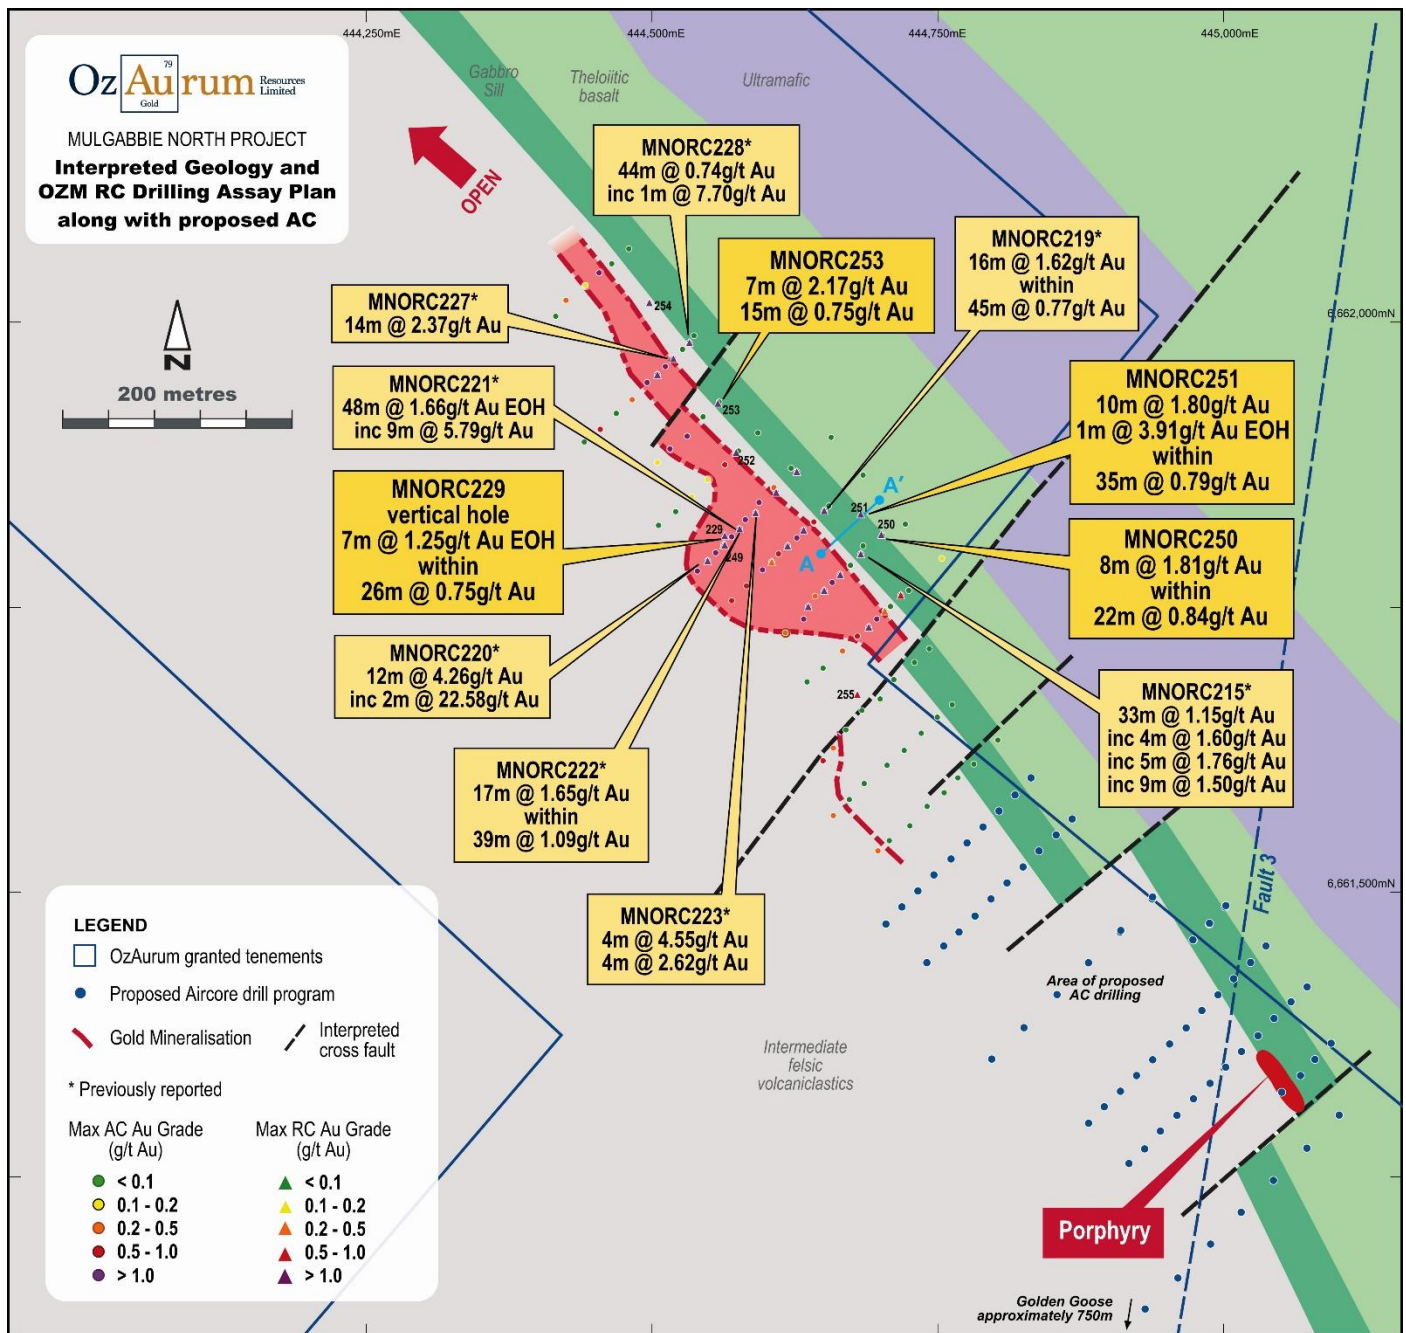 444,250mE
444,500mE
444,750mE
445,000mE
79
OzAurum
Gold
Resources
Limited
MULGABBIE NORTH PROJECT
Interpreted Geology and
OZM RC Drilling Assay Plan
along with proposed AC
Gabbro
Sill
Theloiitic
basalt
Ultramafic
OPEN
N
200 metres
MNORC228*
44m @ 0.74g/t Au
inc 1m @ 7.70g/t Au
MNORC253
7m @ 2.17g/t Au
15m @ 0.75g/t Au
MNORC219*
16m @ 1.62g/t Au
within
45m @ 0.77g/t Au
MNORC227*
14m @ 2.37g/t Au
254
6,662,000mN
MNORC221*
48m @ 1.66g/t Au EOH
inc 9m @ 5.79g/t Au
253
MNORC251
10m @ 1.80g/t Au
1m @ 3.91g/t Au EOH
within
35m @ 0.79g/t Au
252
MNORC229
vertical hole
7m @ 1.25g/t Au EOH
within
26m @ 0.75g/t Au
A'
251
250
229
249
A
MNORC250
8m @ 1.81g/t Au
within
22m @ 0.84g/t Au
MNORC220*
12m @ 4.26g/t Au
inc 2m @ 22.58g/t Au
255
MNORC215*
33m @ 1.15g/t Au
inc 4m @ 1.60g/t Au
inc 5m @ 1.76g/t Au
inc 9m @ 1.50g/t Au
MNORC222*
17m @ 1.65g/t Au
within
39m @ 1.09g/t Au
MNORC223*
4m @ 4.55g/t Au
4m @ 2.62g/t Au
6,661,500mN
Fault 3
Area of proposed
AC drilling
Intermediate
felsic
volcaniclastics
Porphyry
Golden Goose
approximately 750m
LEGEND
OzAurum granted tenements
Proposed Aircore drill program
Gold Mineralisation
Interpreted
cross fault
* Previously reported
Max AC Au Grade
(g/t Au)
< 0.1
0.1 - 0.2
0.2 - 0.5
0.5 - 1.0
> 1.0
Max RC Au Grade
(g/t Au)
< 0.1
0.1 - 0.2
0.2 - 0.5
0.5 - 1.0
> 1.0